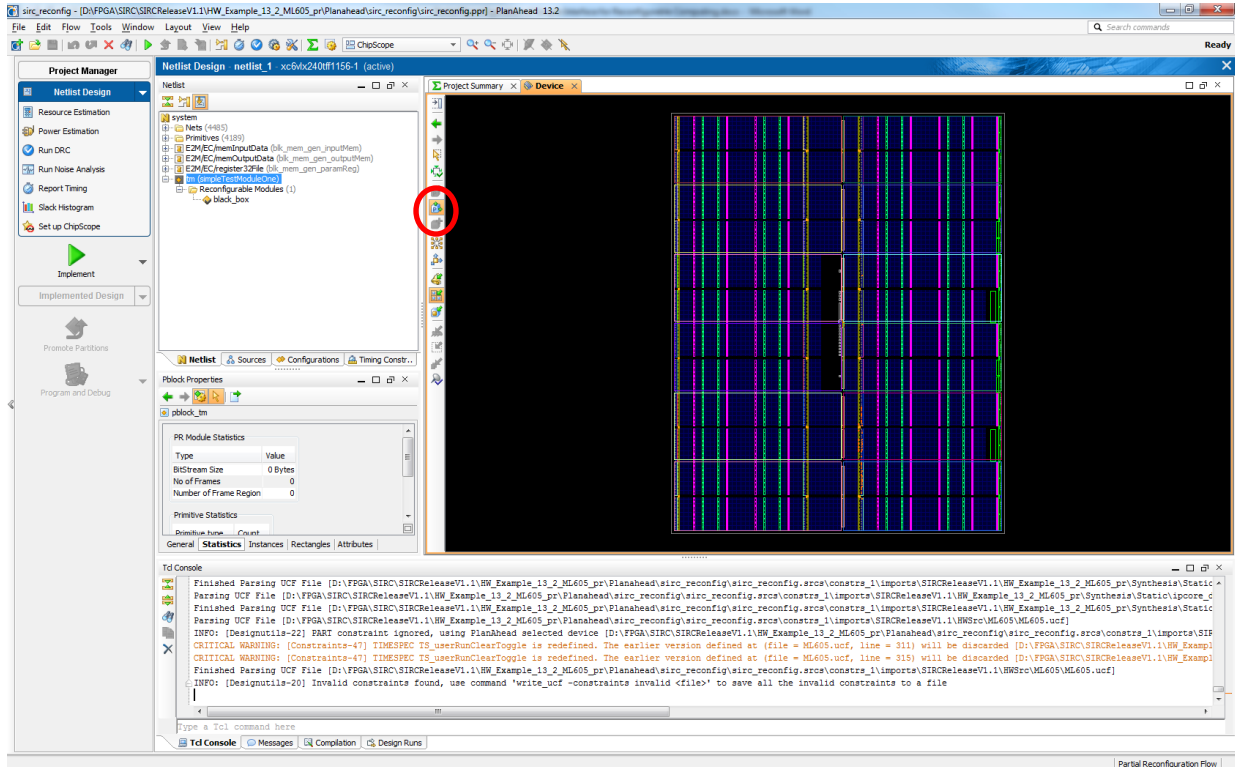 sirc_reconfig - [D:\FPGA\SIRC\SIRCReleaseV1.1\HW_Example_13_2_ML605_pr\Planahead\sirc_reconfig\sirc_reconfig.ppr] - PlanAhead 13.2
File Edit Flow Tools Window Layout View Help
Search commands
ChipScope
Ready
Project Manager
Netlist Design
Resource Estimation
Power Estimation
Run DRC
Run Noise Analysis
Report Timing
Slack Histogram
Set up ChipScope
Implement
Implemented Design
Promote Partitions
Program and Debug
Netlist Design - netlist_1 - xc6vlx240tff1156-1 (active)
Netlist
system
Nets (4485)
Primitives (4189)
E2M/EC/memInputData (blk_mem_gen_inputMem)
E2M/EC/memOutputData (blk_mem_gen_outputMem)
E2M/EC/register32File (blk_mem_gen_paramReg)
tm (simpleTestModuleOne)
Reconfigurable Modules (1)
black_box
Netlist Sources Configurations Timing Constr..
Pblock Properties
pblock_tm
PR Module Statistics
Type Value
BitStream Size 0 Bytes
No of Frames 0
Number of Frame Region 0
Primitive Statistics
Primitive type Count
General Statistics Instances Rectangles Attributes
Project Summary Device
Tcl Console
Finished Parsing UCF File [D:\FPGA\SIRC\SIRCReleaseV1.1\HW_Example_13_2_ML605_pr\Planahead\sirc_reconfig\sirc_reconfig.srcs\constrs_1\imports\SIRCReleaseV1.1\HW_Example_13_2_ML605_pr\Synthesis\Static
Parsing UCF File [D:\FPGA\SIRC\SIRCReleaseV1.1\HW_Example_13_2_ML605_pr\Planahead\sirc_reconfig\sirc_reconfig.srcs\constrs_1\imports\SIRCReleaseV1.1\HW_Example_13_2_ML605_pr\Synthesis\Static\ipcore_d
Finished Parsing UCF File [D:\FPGA\SIRC\SIRCReleaseV1.1\HW_Example_13_2_ML605_pr\Planahead\sirc_reconfig\sirc_reconfig.srcs\constrs_1\imports\SIRCReleaseV1.1\HW_Example_13_2_ML605_pr\Synthesis\Static
Parsing UCF File [D:\FPGA\SIRC\SIRCReleaseV1.1\HW_Example_13_2_ML605_pr\Planahead\sirc_reconfig\sirc_reconfig.srcs\constrs_1\imports\SIRCReleaseV1.1\HWSrc\ML605\ML605.ucf]
INFO: [Designutils-22] PART constraint ignored, using PlanAhead selected device [D:\FPGA\SIRC\SIRCReleaseV1.1\HW_Example_13_2_ML605_pr\Planahead\sirc_reconfig\sirc_reconfig.srcs\constrs_1\imports\SIR
CRITICAL WARNING: [Constraints-47] TIMESPEC TS_userRunClearToggle is redefined. The earlier version defined at (file = ML605.ucf, line = 311) will be discarded [D:\FPGA\SIRC\SIRCReleaseV1.1\HW_Exampl
CRITICAL WARNING: [Constraints-47] TIMESPEC TS_userRunClearToggle is redefined. The earlier version defined at (file = ML605.ucf, line = 315) will be discarded [D:\FPGA\SIRC\SIRCReleaseV1.1\HW_Exampl
Finished Parsing UCF File [D:\FPGA\SIRC\SIRCReleaseV1.1\HW_Example_13_2_ML605_pr\Planahead\sirc_reconfig\sirc_reconfig.srcs\constrs_1\imports\SIRCReleaseV1.1\HWSrc\ML605\ML605.ucf]
INFO: [Designutils-20] Invalid constraints found, use command 'write_ucf -constraints invalid <file>' to save all the invalid constraints to a file
Type a Tcl command here
Tcl Console Messages Compilation Design Runs
Partial Reconfiguration Flow